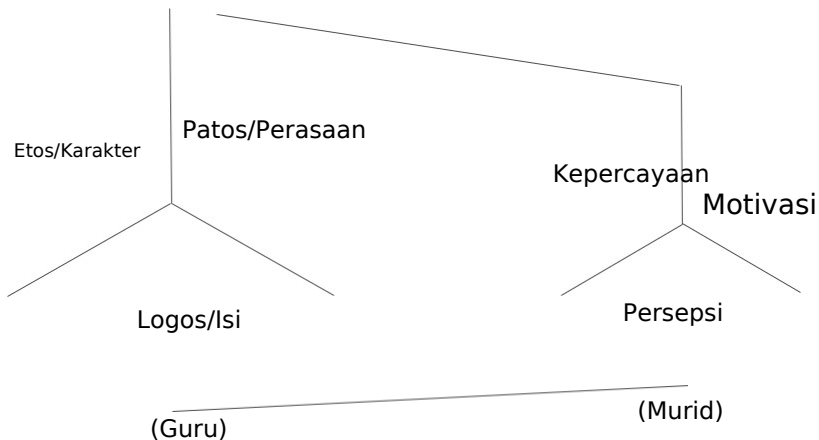 Etos/Karakter
Patos/Perasaan
Logos/Isi
(Guru)
Kepercayaan
Motivasi
Persepsi
(Murid)